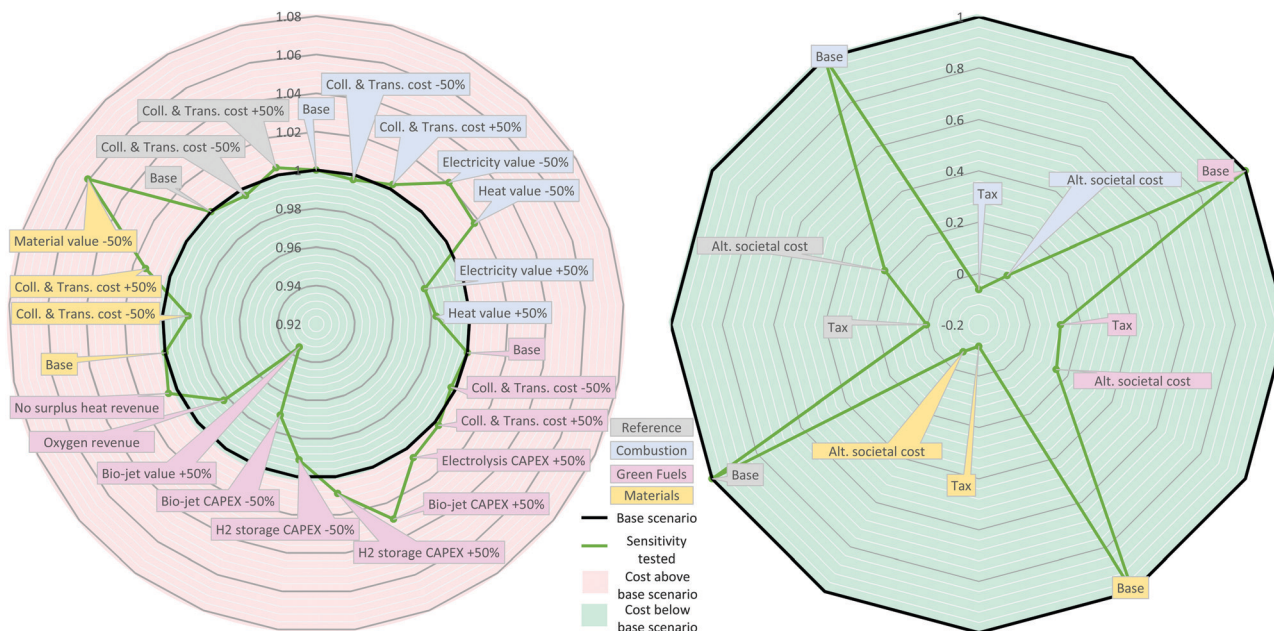 1.08
1.06
1.04
1.02
1
0.98
0.96
0.94
0.92
Base
Coll. & Trans. cost -50%
Coll. & Trans. cost +50%
Electricity value -50%
Heat value -50%
Electricity value +50%
Heat value +50%
Base
Coll. & Trans. cost -50%
Coll. & Trans. cost +50%
Electrolysis CAPEX +50%
Bio-jet CAPEX +50%
H2 storage CAPEX +50%
H2 storage CAPEX -50%
Bio-jet CAPEX -50%
Bio-jet value +50%
Oxygen revenue
No surplus heat revenue
Base
Coll. & Trans. cost -50%
Coll. & Trans. cost +50%
Material value -50%
Base
Coll. & Trans. cost -50%
Coll. & Trans. cost +50%
Reference
Combustion
Green Fuels
Materials
Base scenario
Sensitivity
tested
Cost above
base scenario
Cost below
base scenario
1
0.8
0.6
0.4
0.2
0
-0.2
Base
Tax
Alt. societal cost
Base
Tax
Alt. societal cost
Base
Tax
Alt. societal cost
Base
Tax
Alt. societal cost